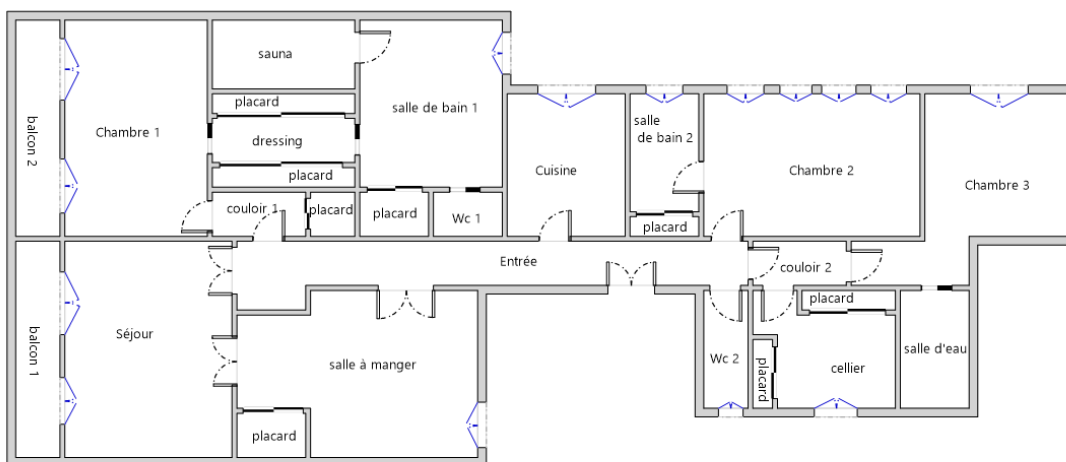 sauna
placard
salle de bain 1
balcon 2
Chambre 1
dressing
placard
salle
de bain 2
Cuisine
Chambre 2
Chambre 3
couloir 1
placard
placard
Wc 1
placard
Entrée
couloir 2
placard
balcon 1
Séjour
salle à manger
Wc 2
placard
cellier
salle d'eau
placard